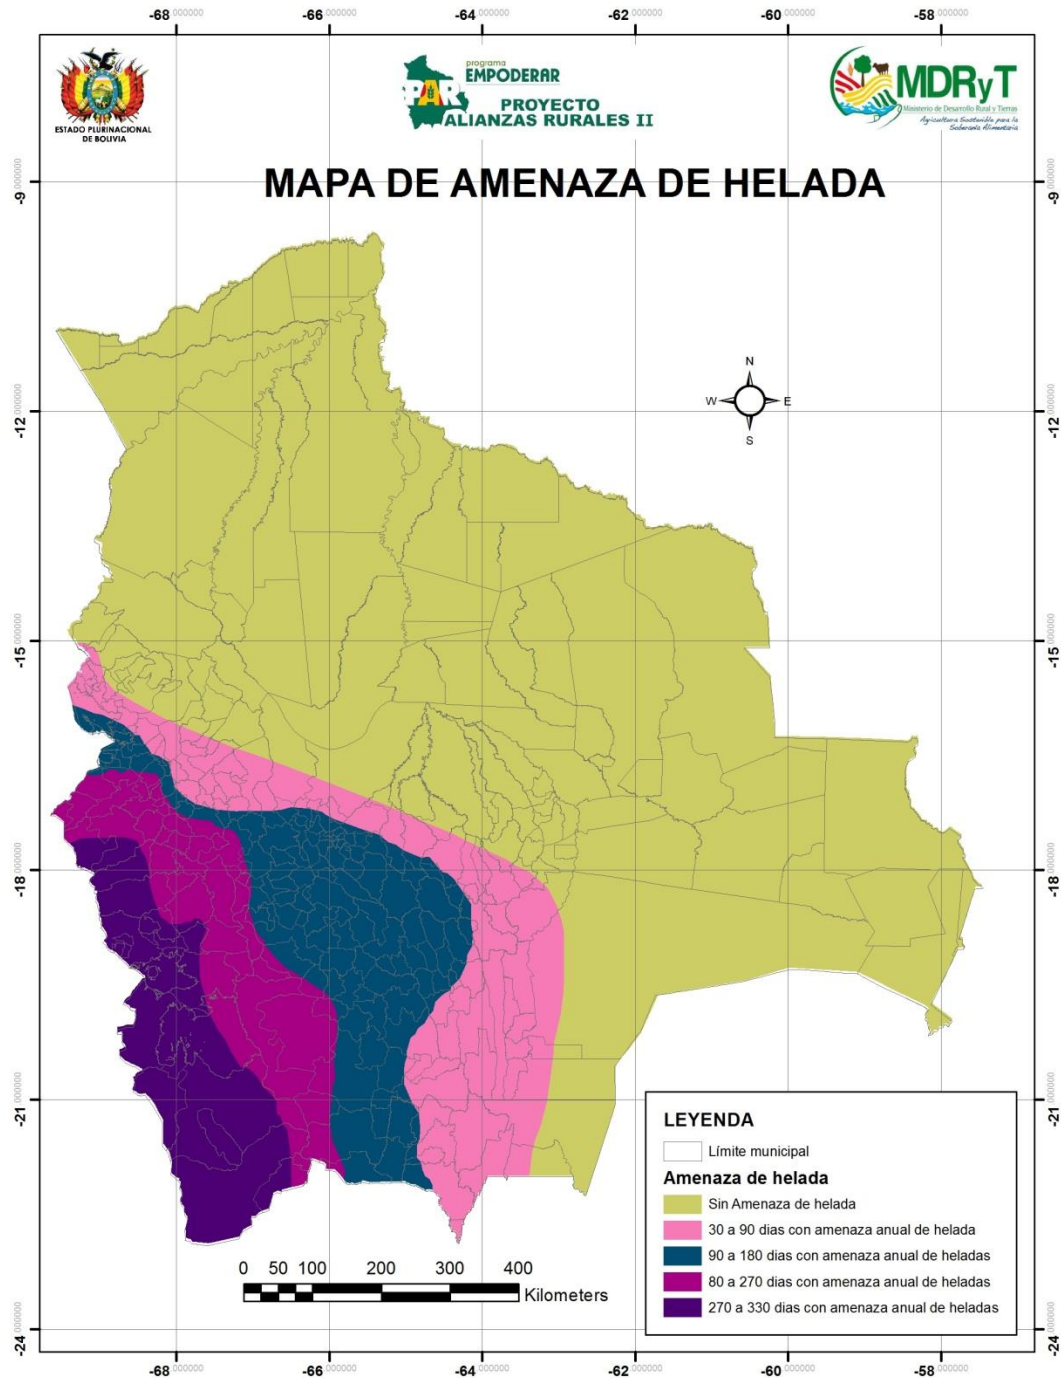 -68.000000 -66.000000 -64.000000 -62.000000 -60.000000 -58.000000
ESTADO PLURINACIONAL
DE BOLIVIA
programa
EMPODERAR
PAR
PROYECTO
ALIANZAS RURALES II
MDRyT
Ministerio de Desarrollo Rural y Tierras
Agricultura Sostenible para la
Soberanía Alimentaria
MAPA DE AMENAZA DE HELADA
-9.000000 -9.000000
N
W E
S
-12.000000 -12.000000
-15.000000 -15.000000
-18.000000 -18.000000
-21.000000 -21.000000
LEYENDA
Límite municipal
Amenaza de helada
Sin Amenaza de helada
30 a 90 dias con amenaza anual de helada
90 a 180 dias con amenaza anual de heladas
80 a 270 dias con amenaza anual de heladas
270 a 330 dias con amenaza anual de heladas
0 50 100 200 300 400
Kilometers
-24.000000 -24.000000
-68.000000 -66.000000 -64.000000 -62.000000 -60.000000 -58.000000